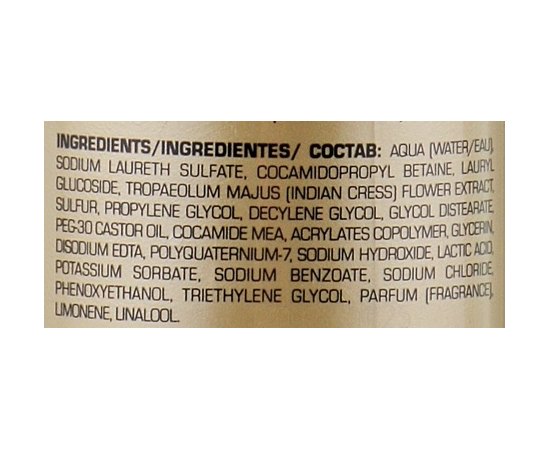 INGREDIENTS/INGREDIENTES/ СОСТАВ: AQUA (WATER/EAU),
SODIUM LAURETH SULFATE, COCAMIDOPROPYL BETAINE, LAURYL
GLUCOSIDE, TROPAEOLUM MAJUS (INDIAN CRESS) FLOWER EXTRACT,
SULFUR, PROPYLENE GLYCOL, DECYLENE GLYCOL, GLYCOL DISTEARATE,
PEG-30 CASTOR OIL, COCAMIDE MEA, ACRYLATES COPOLYMER, GLYCERIN,
DISODIUM EDTA, POLYQUATERNIUM-7, SODIUM HYDROXIDE, LACTIC ACID,
POTASSIUM SORBATE, SODIUM BENZOATE, SODIUM CHLORIDE,
PHENOXYETHANOL, TRIETHYLENE GLYCOL, PARFUM (FRAGRANCE),
LIMONENE, LINALOOL.